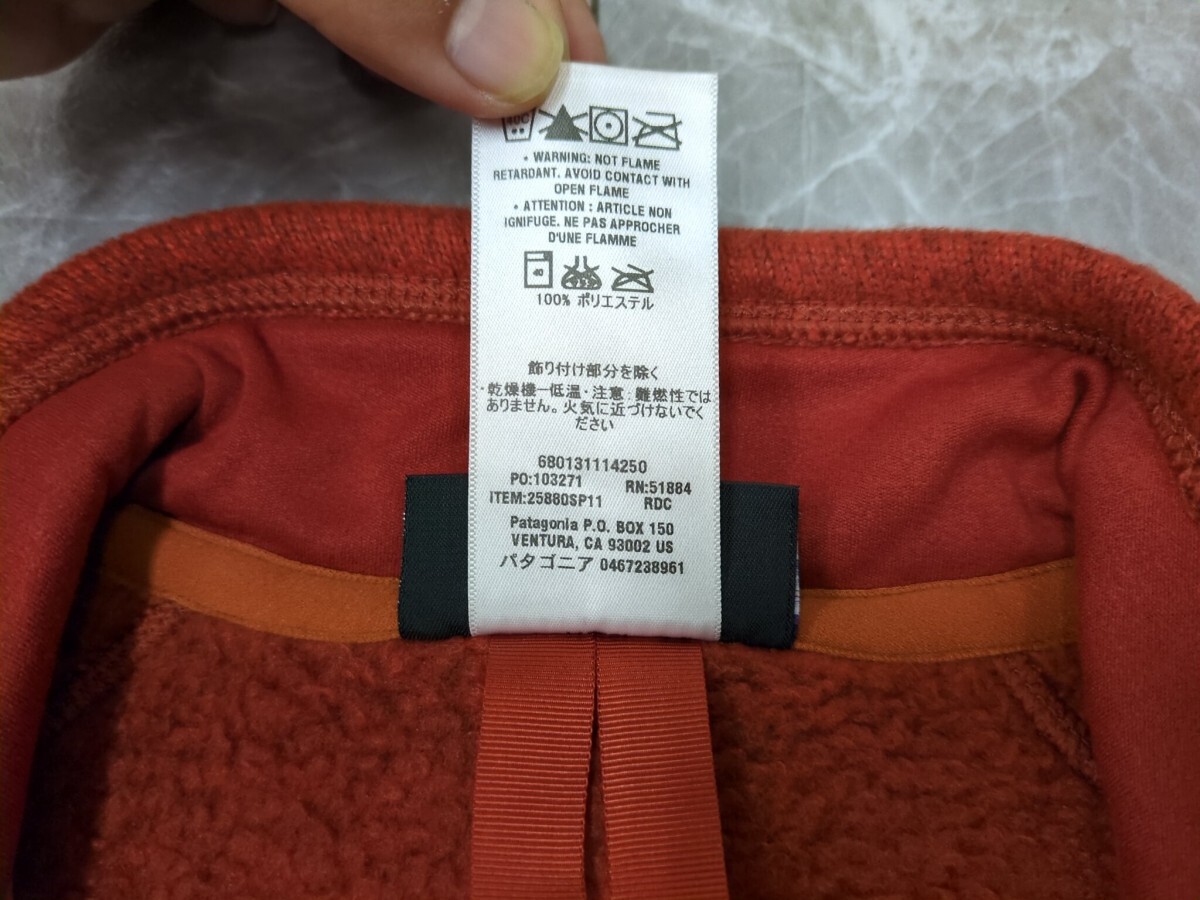 40C
• WARNING: NOT FLAME
RETARDANT. AVOID CONTACT WITH
OPEN FLAME
• ATTENTION : ARTICLE NON
IGNIFUGE. NE PAS APPROCHER
D'UNE FLAMME
40
100% ポリエステル
飾り付け部分を除く
・乾燥機ー低温・注意：難燃性では
ありません。火気に近づけないでく
ださい
680131114250
PO:103271 RN:51884
ITEM:25880SP11 RDC
Patagonia P.O. BOX 150
VENTURA, CA 93002 US
パタゴニア 0467238961